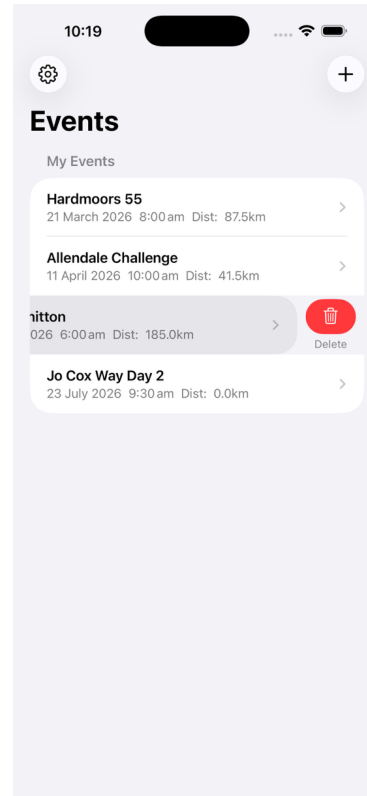 10:19
Events
My Events
Hardmoors 55
21 March 2026 8:00 am Dist: 87.5km
Allendale Challenge
11 April 2026 10:00 am Dist: 41.5km
hitton
026 6:00 am Dist: 185.0km
Delete
Jo Cox Way Day 2
23 July 2026 9:30 am Dist: 0.0km